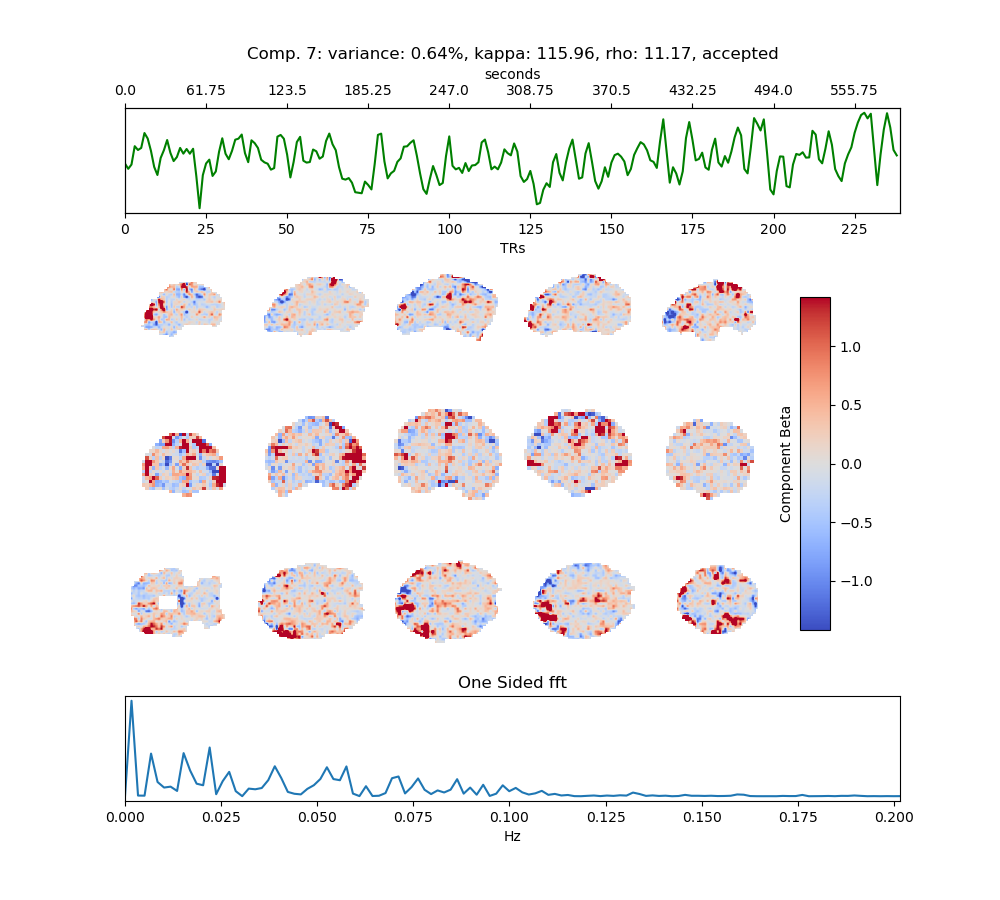 Comp. 7: variance: 0.64%, kappa: 115.96, rho: 11.17, accepted
seconds
0.0 61.75 123.5 185.25 247.0 308.75 370.5 432.25 494.0 555.75
0 25 50 75 100 125 150 175 200 225
TRs
1.0
0.5
0.0
−0.5
−1.0
Component Beta
One Sided fft
0.000 0.025 0.050 0.075 0.100 0.125 0.150 0.175 0.200
Hz